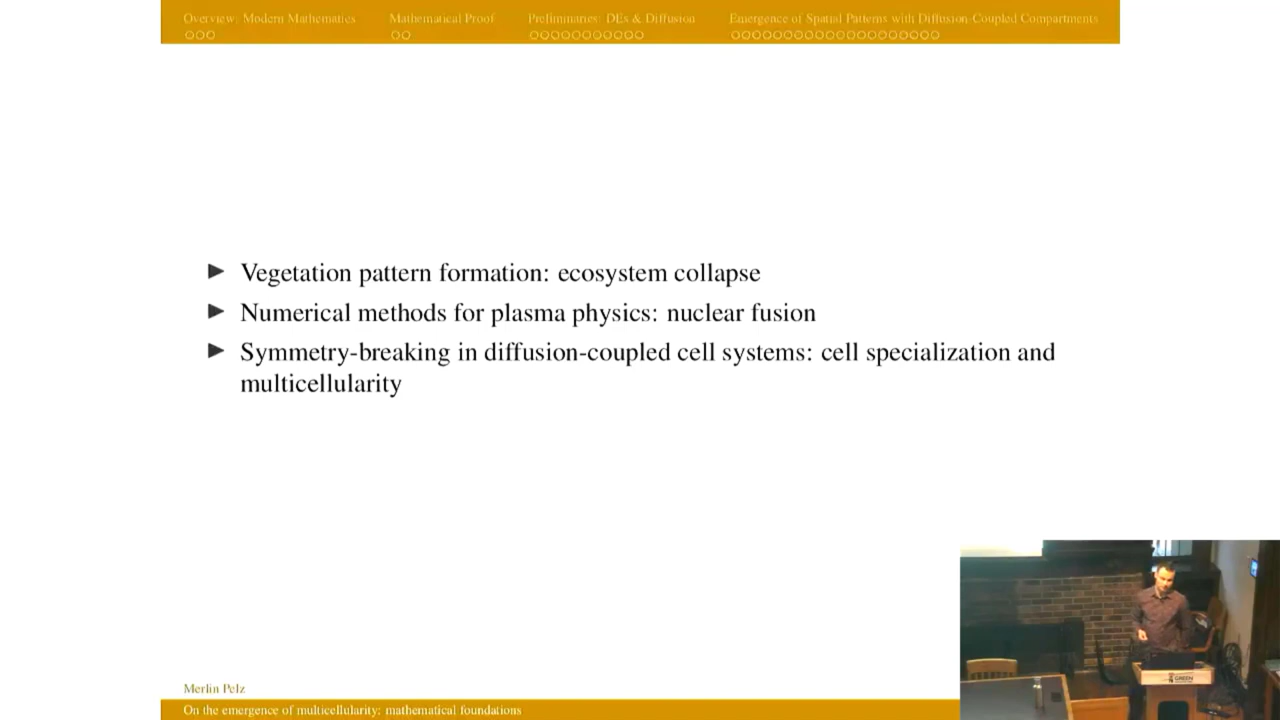 Overview: Modern Mathematics
Mathematical Proof
Preliminaries: DEs & Diffusion
Emergence of Spatial Patterns with Diffusion-Coupled Compartments
Vegetation pattern formation: ecosystem collapse
Numerical methods for plasma physics: nuclear fusion
Symmetry-breaking in diffusion-coupled cell systems: cell specialization and
multicellularity
Merlin Pelz
On the emergence of multicellularity: mathematical foundations
GREEN